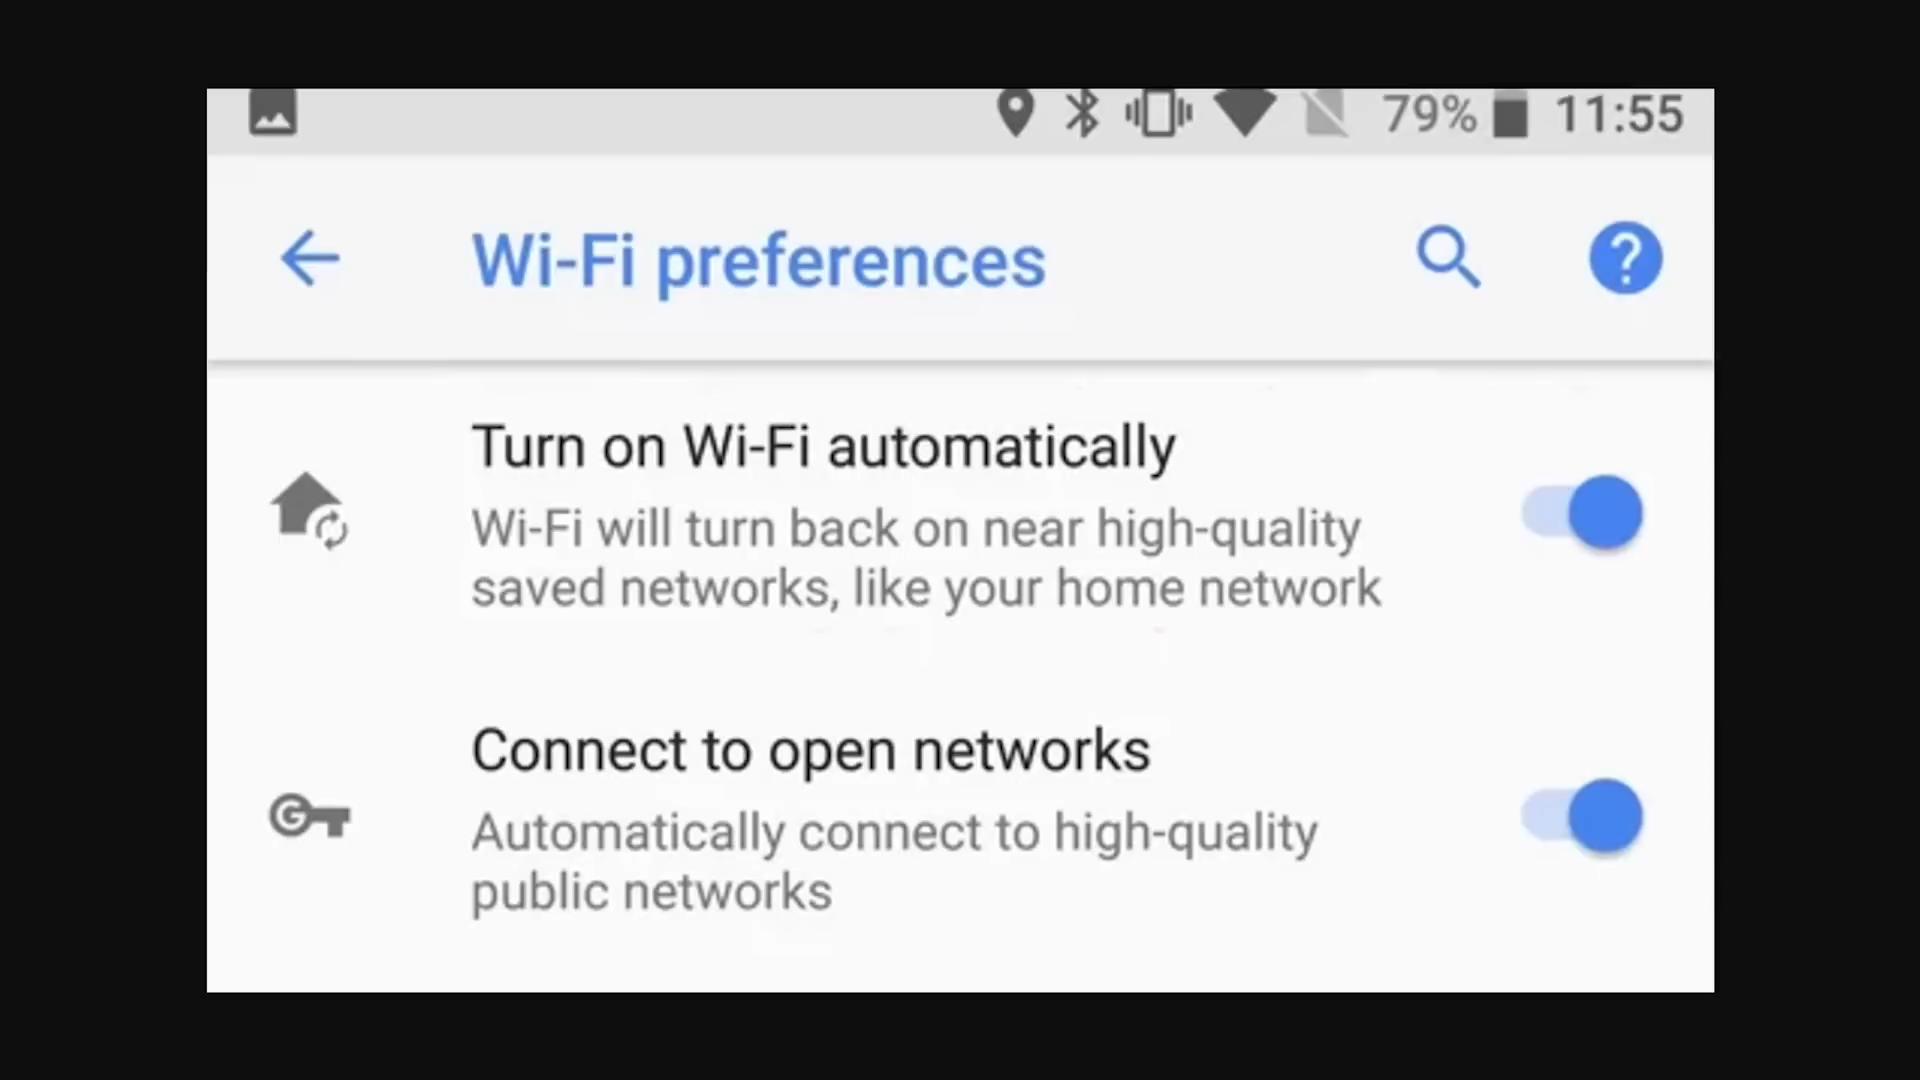 79% 11:55
Wi-Fi preferences
Turn on Wi-Fi automatically
Wi-Fi will turn back on near high-quality
saved networks, like your home network
Connect to open networks
Automatically connect to high-quality
public networks